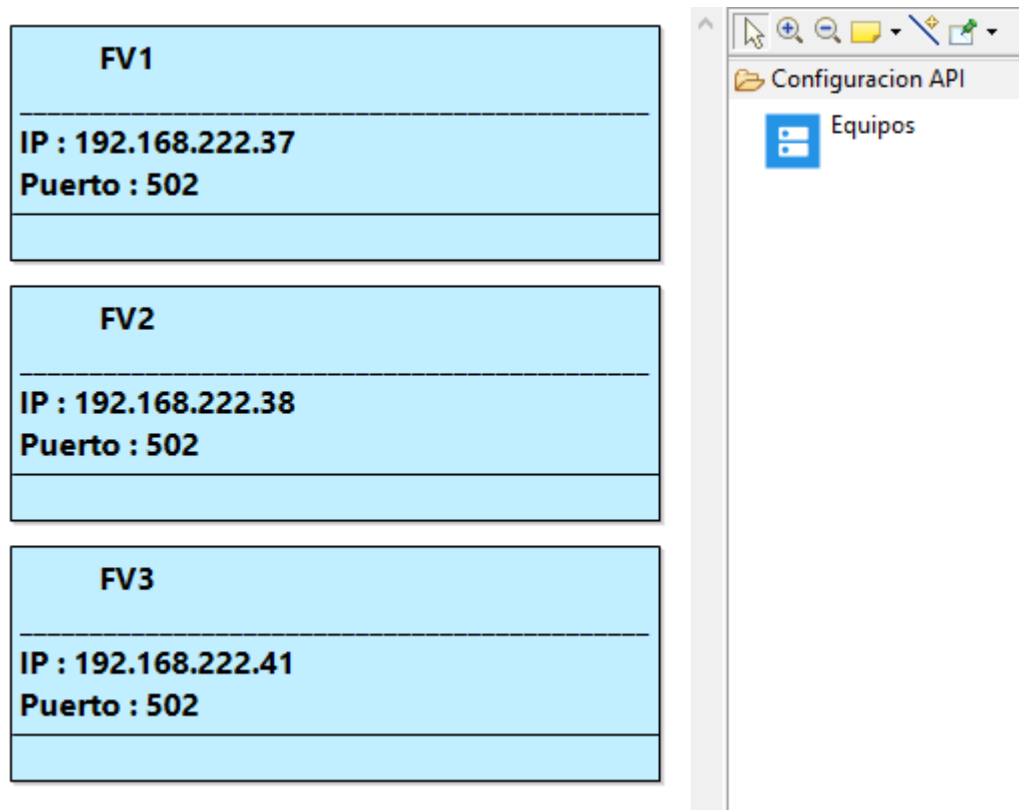 FV1
IP : 192.168.222.37
Puerto : 502
FV2
IP : 192.168.222.38
Puerto : 502
FV3
IP : 192.168.222.41
Puerto : 502
Configuracion API
Equipos